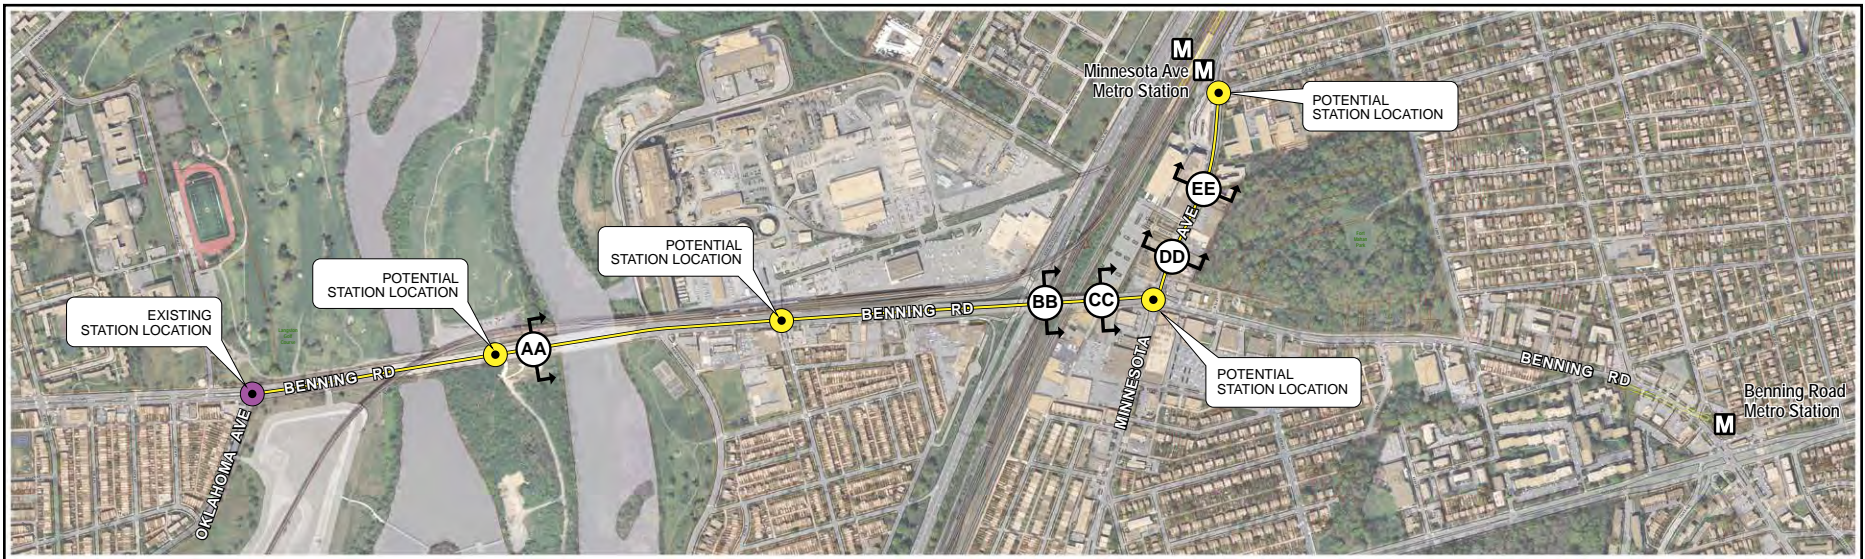 M
M
Minnesota Ave
Metro Station
POTENTIAL
STATION LOCATION
EE
AVE
DD
POTENTIAL
STATION LOCATION
POTENTIAL
STATION LOCATION
EXISTING
STATION LOCATION
BENNING RD
BB
CC
AA
BENNING RD
OKLAHOMA AVE
MINNESOTA
POTENTIAL
STATION LOCATION
BENNING RD
Benning Road
Metro Station
M